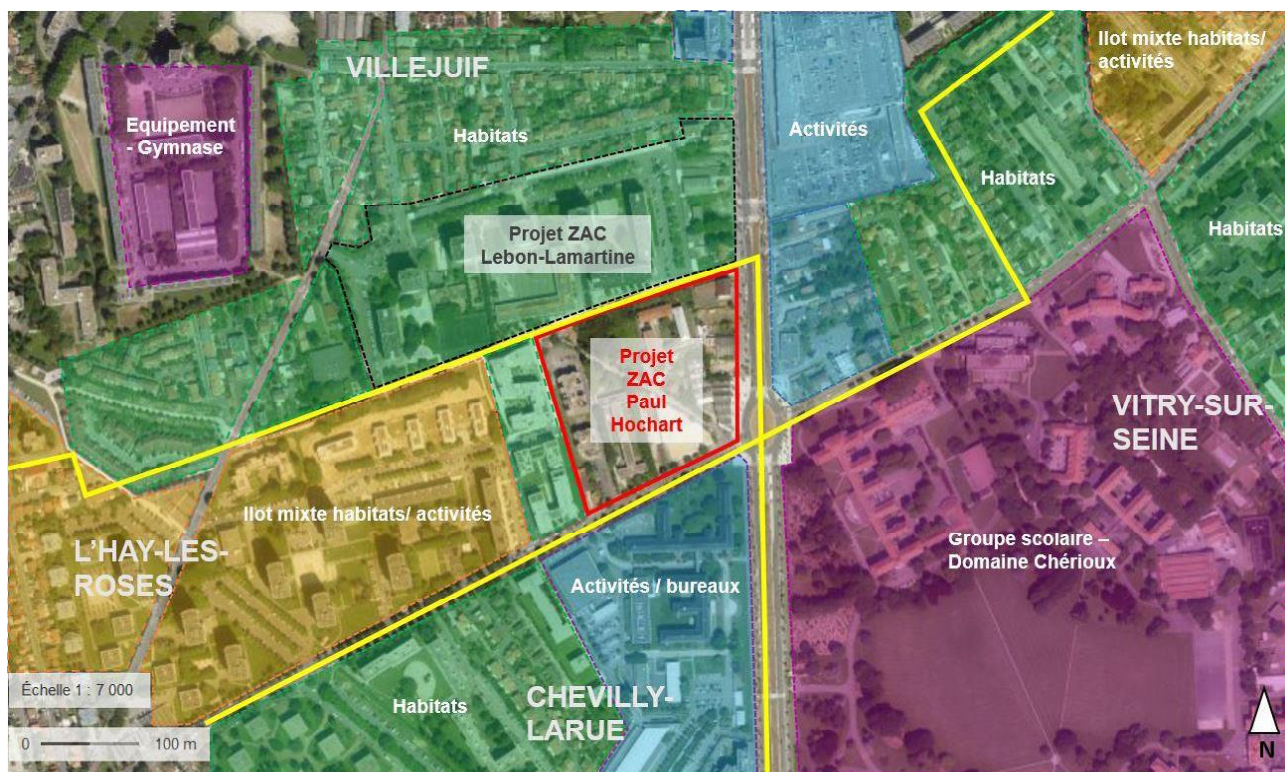 VILLEJUIF
Ilot mixte habitats/
activités
Equipement
- Gymnase
Habitats
Activités
Habitats
Habitats
Projet ZAC
Lebon-Lamartine
Projet
ZAC
Paul
Hochart
VITRY-SUR-
SEINE
Ilot mixte habitats/ activités
L'HAY-LES-
ROSES
Groupe scolaire –
Domaine Chérioux
Activités / bureaux
Habitats
CHEVILLY-
LARUE
Échelle 1 : 7 000
0 100 m
N